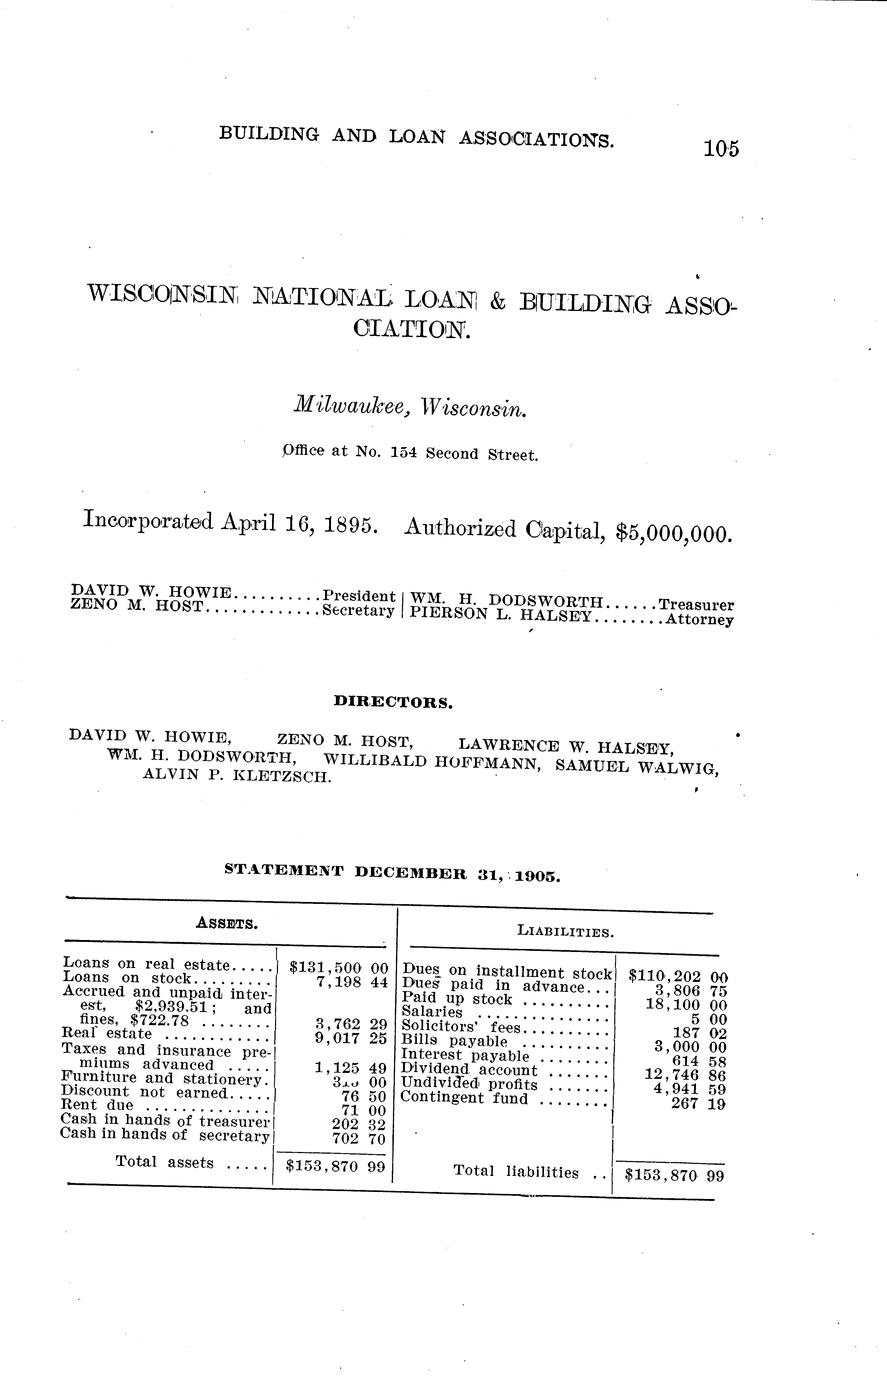 BUILDING AND LOAN ASSOCIATIONS. 105
WISCONSIN NATIONAL LOAN & BUILDING ASSO-
CIATION.
Milwaukee, Wisconsin.
Office at No. 154 Second Street.
Incorporated April 16, 1895. Authorized Capital, $5,000,000.
DAVID W. HOWIE..........President | WM. H. DODSWORTH......Treasurer
ZENO M. HOST.............Secretary | PIERSON L. HALSEY........Attorney
DIRECTORS.
DAVID W. HOWIE, ZENO M. HOST, LAWRENCE W. HALSEY,
WM. H. DODSWORTH, WILLIBALD HOFFMANN, SAMUEL WALWIG,
ALVIN P. KLETZSCH.
STATEMENT DECEMBER 31, 1905.
ASSETS.
Loans on real estate..... $131,500 00
Loans on stock......... 7,198 44
Accrued and unpaid inter-
est, $2,939.51; and
fines, $722.78 ........ 3,762 29
Real estate ............ 9,017 25
Taxes and insurance pre-
miums advanced ..... 1,125 49
Furniture and stationery. 00
Discount not earned..... 76 50
Rent due .............. 71 00
Cash in hands of treasurer 202 32
Cash in hands of secretary 702 70
Total assets ..... $153,870 99
LIABILITIES.
Dues on installment stock $110,202 00
Dues paid in advance... 3,806 75
Paid up stock .......... 18,100 00
Salaries ............... 5 00
Solicitors' fees.......... 187 02
Bills payable .......... 3,000 00
Interest payable ........ 614 58
Dividend account ....... 12,746 86
Undivided profits ....... 4,941 59
Contingent fund ........ 267 19
Total liabilities .. $153,870 99